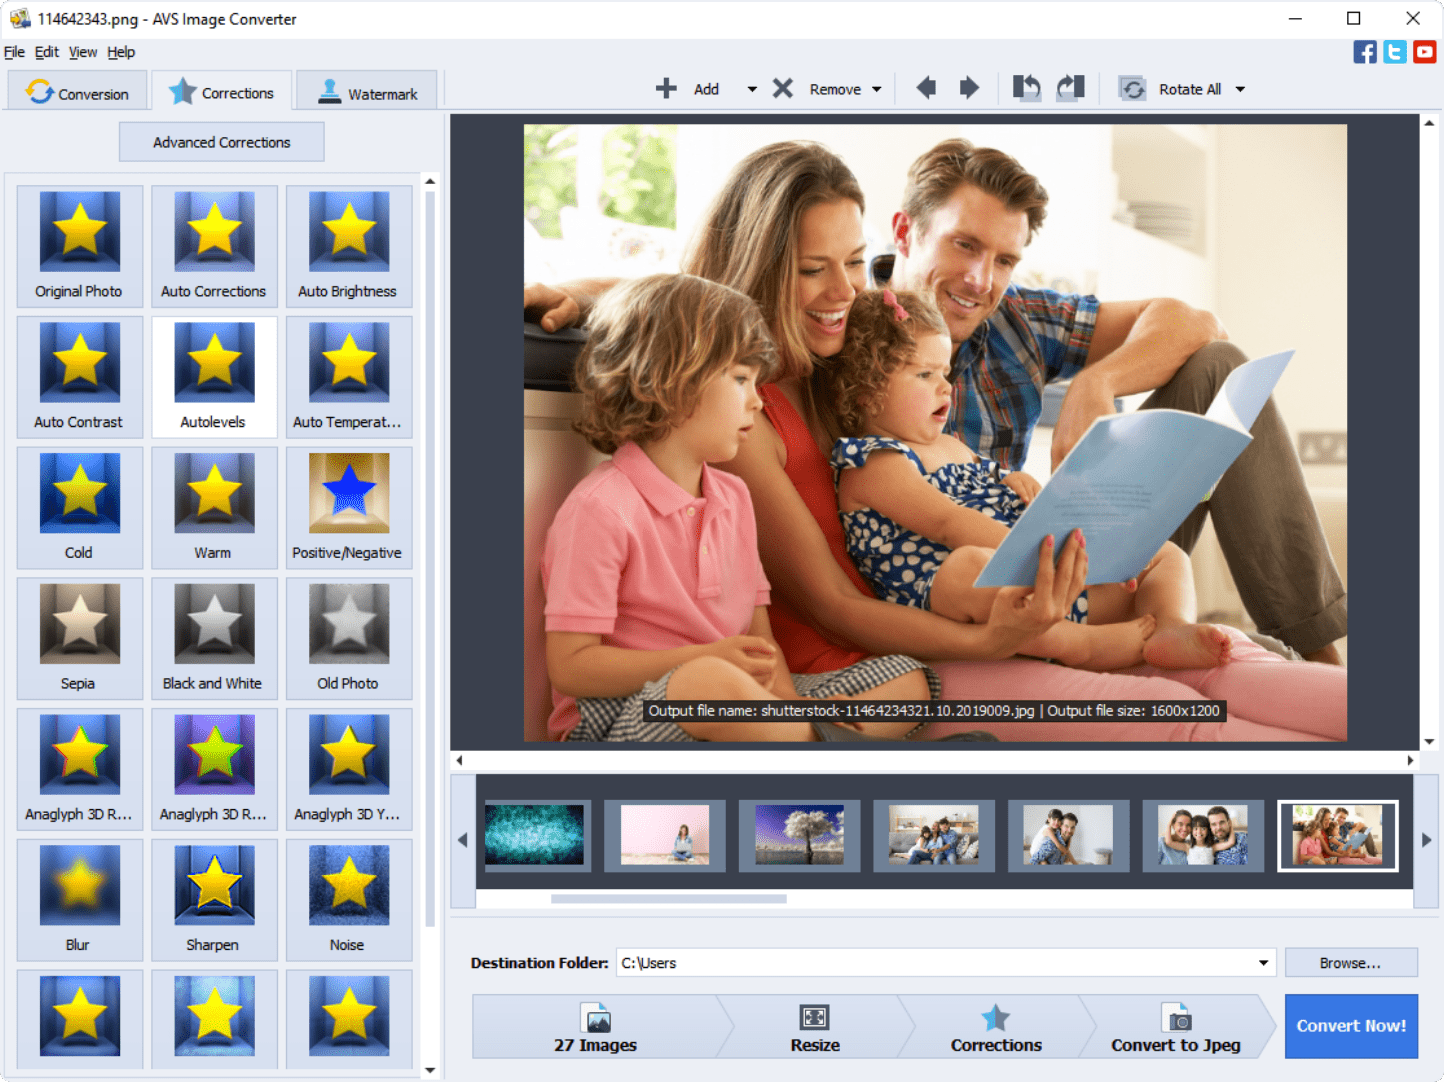 114642343.png - AVS Image Converter
File Edit View Help
Conversion
Corrections
Watermark
Add
Remove
Rotate All
Advanced Corrections
Original Photo
Auto Corrections
Auto Brightness
Auto Contrast
Autolevels
Auto Temperat...
Cold
Warm
Positive/Negative
Sepia
Black and White
Old Photo
Anaglyph 3D R...
Anaglyph 3D R...
Anaglyph 3D Y...
Blur
Sharpen
Noise
Output file name: shutterstock-11464234321.10.2019009.jpg | Output file size: 1600x1200
Destination Folder: C:\Users
Browse...
27 Images
Resize
Corrections
Convert to Jpeg
Convert Now!